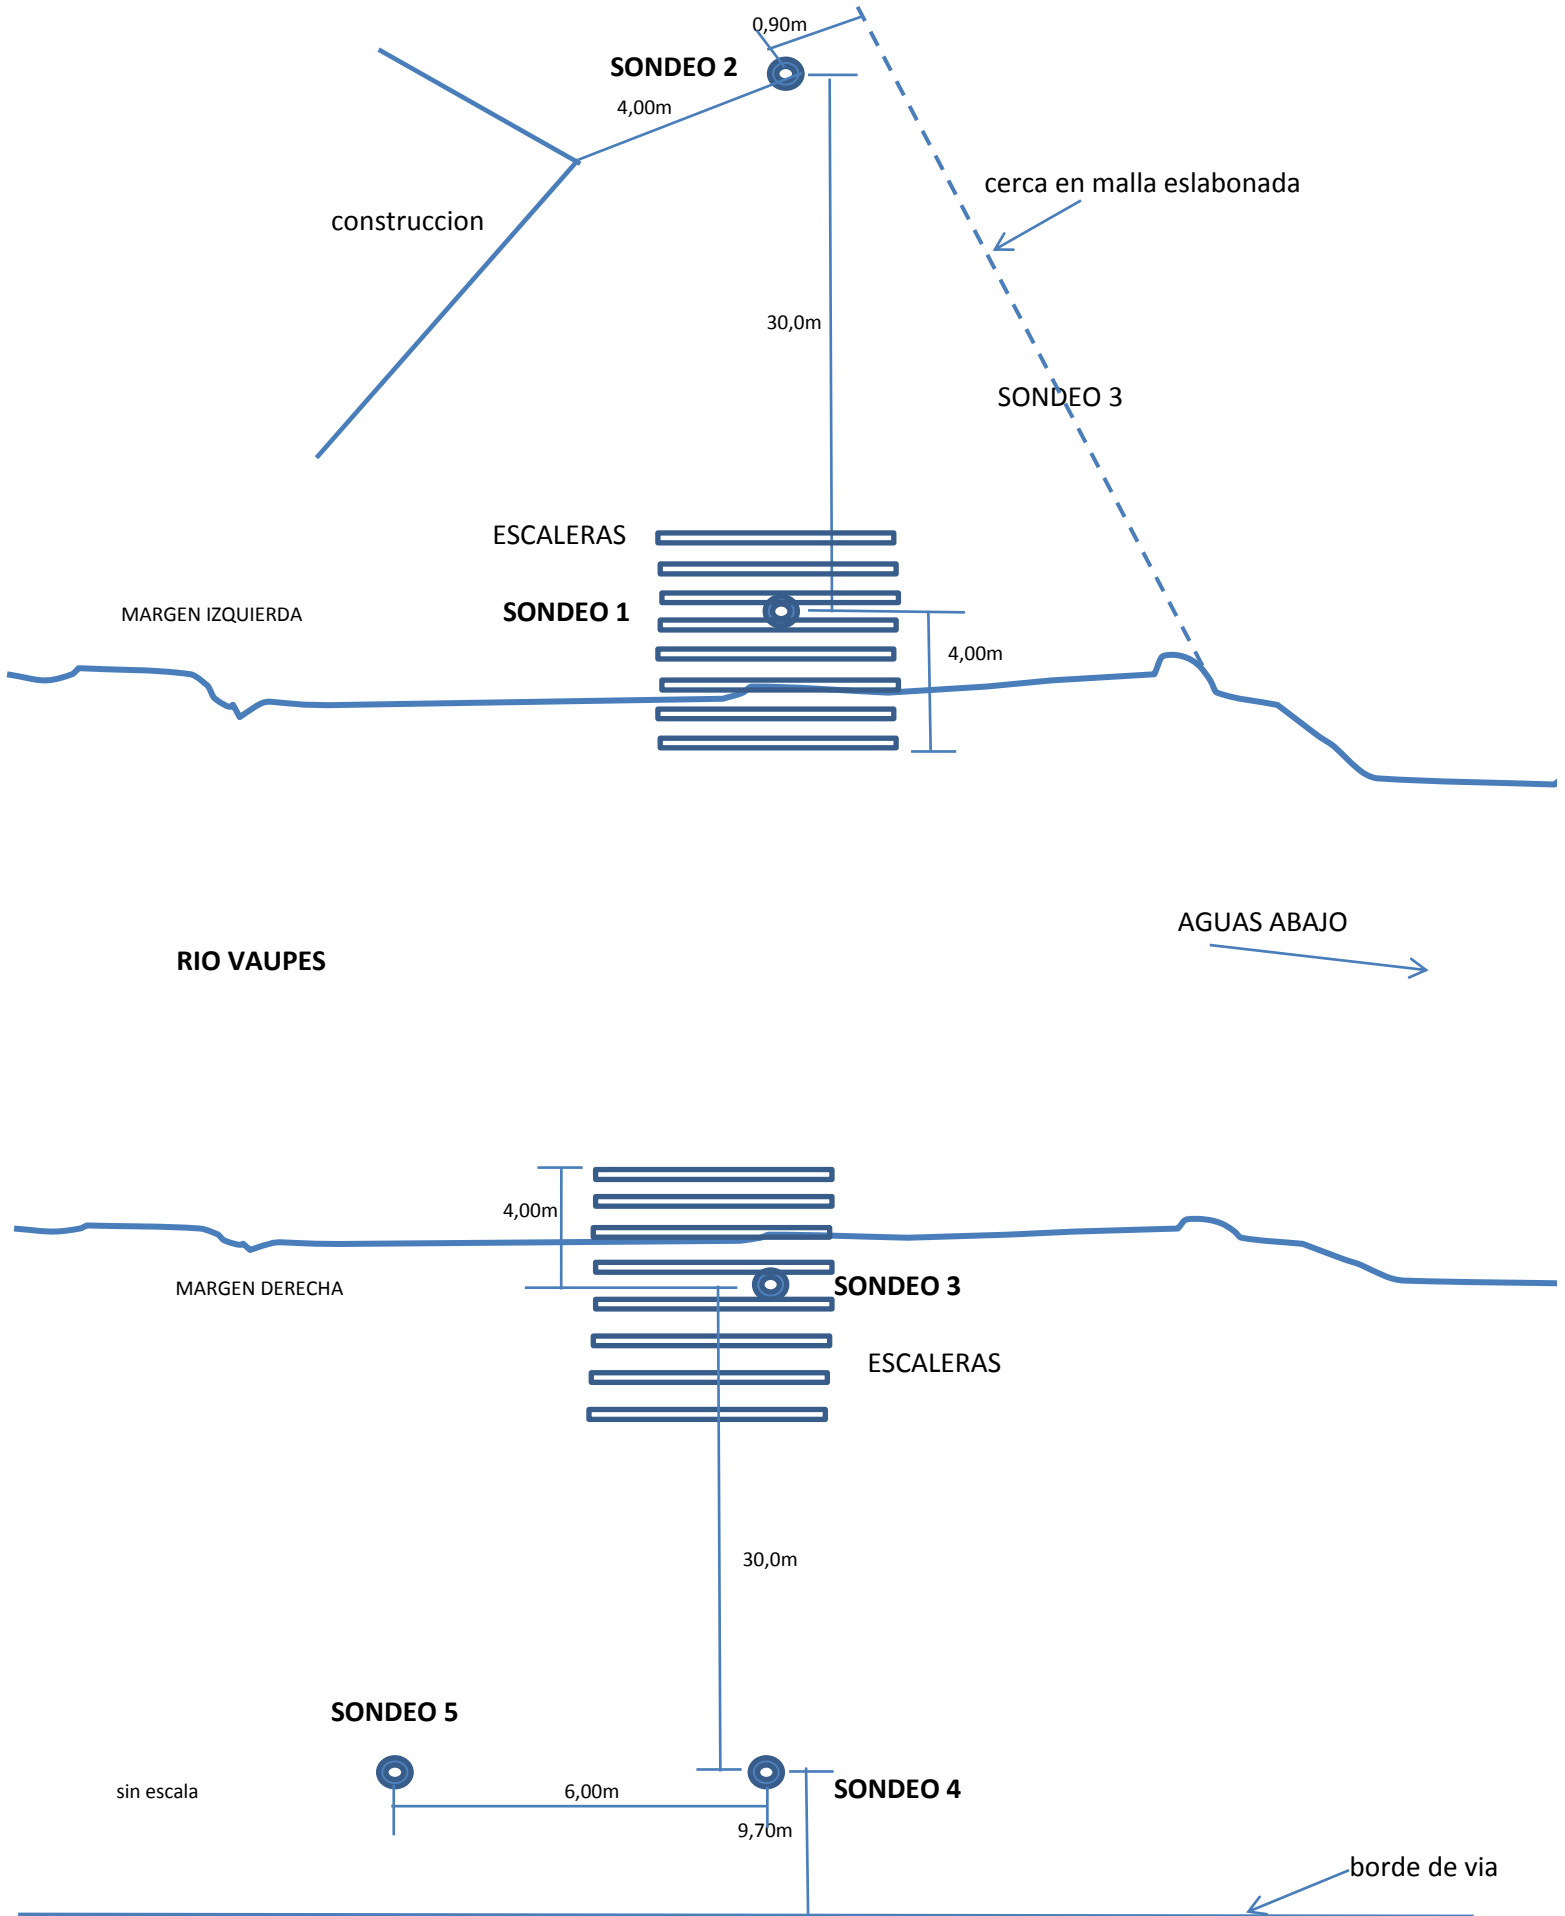 0,90m
SONDEO 2
4,00m
cerca en malla eslabonada
construccion
30,0m
SONDEO 3
ESCALERAS
MARGEN IZQUIERDA
SONDEO 1
4,00m
AGUAS ABAJO
RIO VAUPES
4,00m
MARGEN DERECHA
SONDEO 3
ESCALERAS
30,0m
SONDEO 5
sin escala
6,00m
SONDEO 4
9,70m
borde de via